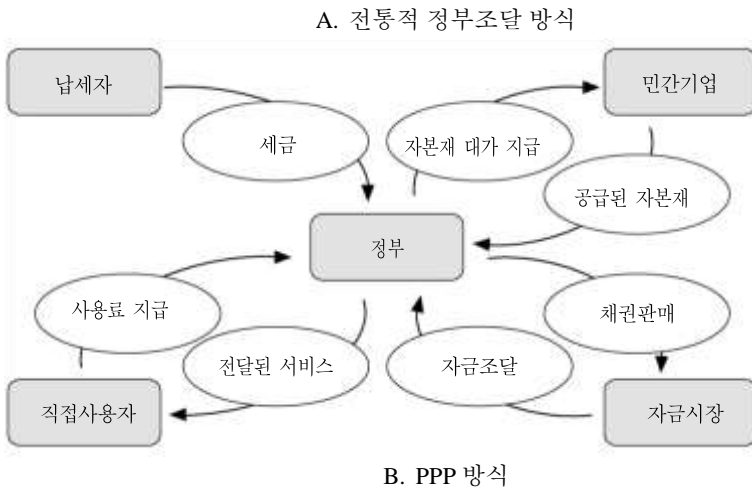 A. 전통적 정부조달 방식
납세자
민간기업
세금
자본재 대가 지급
공급된 자본재
정부
사용료 지급
채권판매
전달된 서비스
자금조달
직접사용자
자금시장
B. PPP 방식